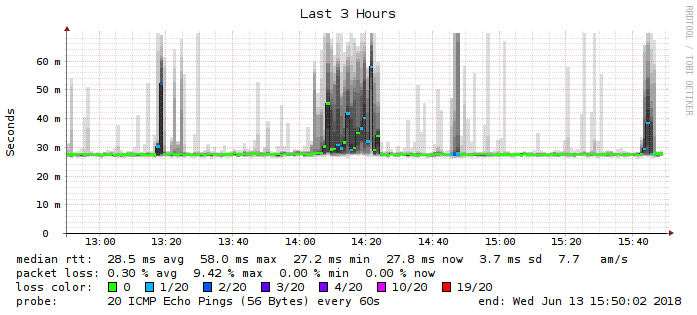 Last 3 Hours
RRDTOOL / TOBI OETIKER
Seconds
60 m
50 m
40 m
30 m
20 m
10 m
0
13:00 13:20 13:40 14:00 14:20 14:40 15:00 15:20 15:40
median rtt: 28.5 ms avg 58.0 ms max 27.2 ms min 27.8 ms now 3.7 ms sd 7.7 am/s
packet loss: 0.30 % avg 9.42 % max 0.00 % min 0.00 % now
loss color: 0 1/20 2/20 3/20 4/20 10/20 19/20
probe: 20 ICMP Echo Pings (56 Bytes) every 60s end: Wed Jun 13 15:50:02 2018